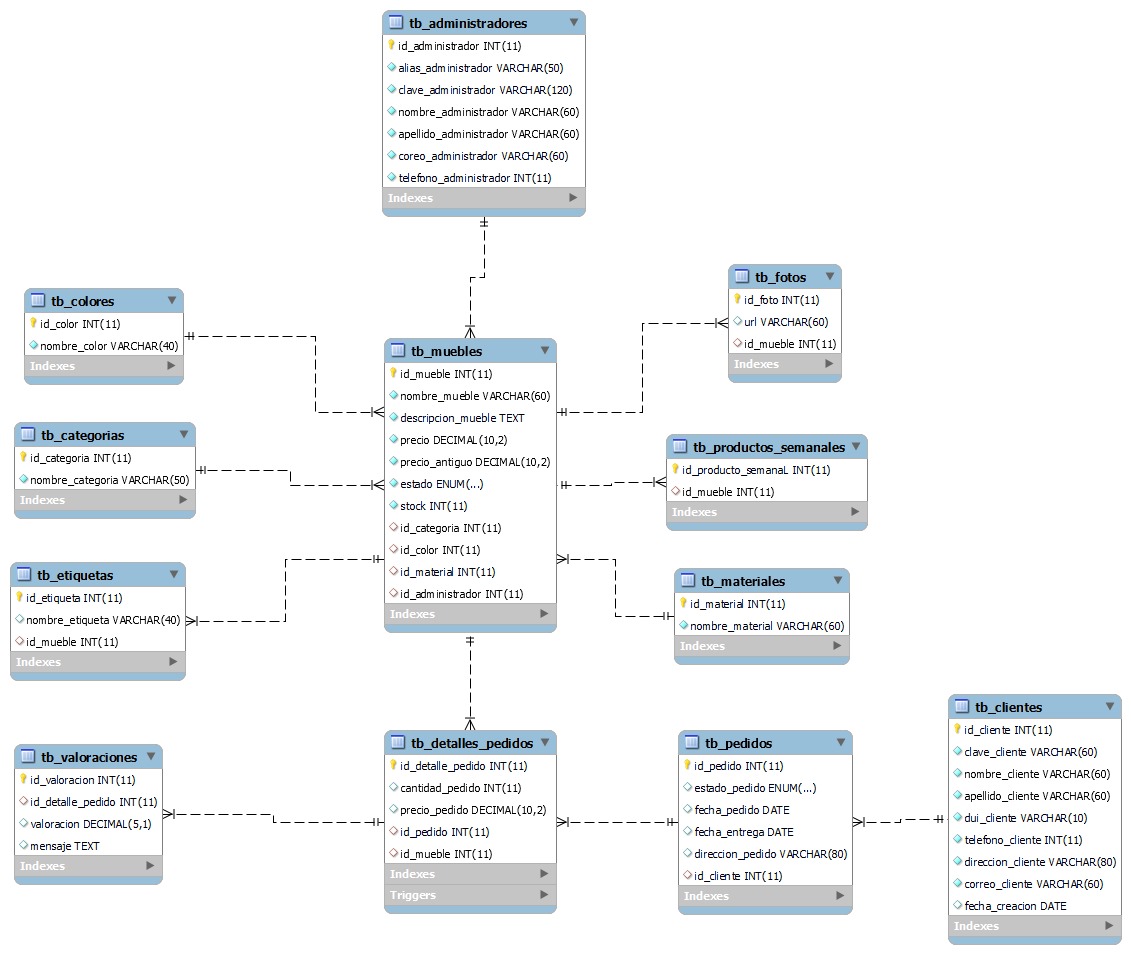 tb_administradores
id_administrador INT(11)
alias_administrador VARCHAR(50)
clave_administrador VARCHAR(120)
nombre_administrador VARCHAR(60)
apellido_administrador VARCHAR(60)
coreo_administrador VARCHAR(60)
telefono_administrador INT(11)
Indexes
tb_colores
id_color INT(11)
nombre_color VARCHAR(40)
Indexes
tb_fotos
id_foto INT(11)
url VARCHAR(60)
id_mueble INT(11)
Indexes
tb_muebles
id_mueble INT(11)
nombre_mueble VARCHAR(60)
descripcion_mueble TEXT
precio DECIMAL(10,2)
precio_antiguo DECIMAL(10,2)
estado ENUM(...)
stock INT(11)
id_categoria INT(11)
id_color INT(11)
id_material INT(11)
id_administrador INT(11)
Indexes
tb_categorias
id_categoria INT(11)
nombre_categoria VARCHAR(50)
Indexes
tb_productos_semanales
id_producto_semanaL INT(11)
id_mueble INT(11)
Indexes
tb_etiquetas
id_etiqueta INT(11)
nombre_etiqueta VARCHAR(40)
id_mueble INT(11)
Indexes
tb_materiales
id_material INT(11)
nombre_material VARCHAR(60)
Indexes
tb_valoraciones
id_valoracion INT(11)
id_detalle_pedido INT(11)
valoracion DECIMAL(5,1)
mensaje TEXT
Indexes
tb_detalles_pedidos
id_detalle_pedido INT(11)
cantidad_pedido INT(11)
precio_pedido DECIMAL(10,2)
id_pedido INT(11)
id_mueble INT(11)
Indexes
Triggers
tb_pedidos
id_pedido INT(11)
estado_pedido ENUM(...)
fecha_pedido DATE
fecha_entrega DATE
direccion_pedido VARCHAR(80)
id_cliente INT(11)
Indexes
tb_clientes
id_cliente INT(11)
clave_cliente VARCHAR(60)
nombre_cliente VARCHAR(60)
apellido_cliente VARCHAR(60)
dui_cliente VARCHAR(10)
telefono_cliente INT(11)
direccion_cliente VARCHAR(80)
correo_cliente VARCHAR(60)
fecha_creacion DATE
Indexes